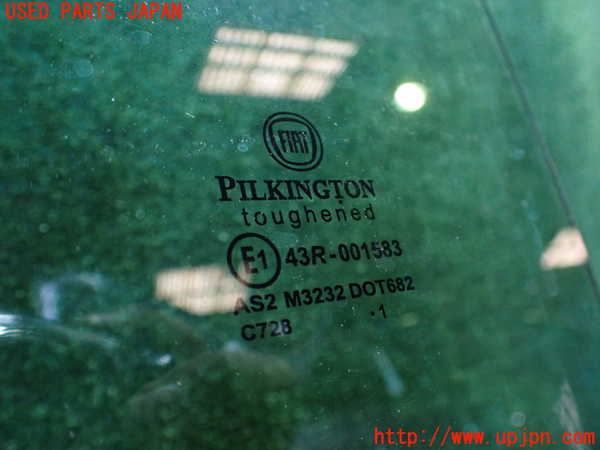 USED PARTS JAPAN
FIAT
PILKINGTON
toughened
E1 43R-001583
AS2 M3232 DOT682
C728 .1
http://www.upjpn.com/